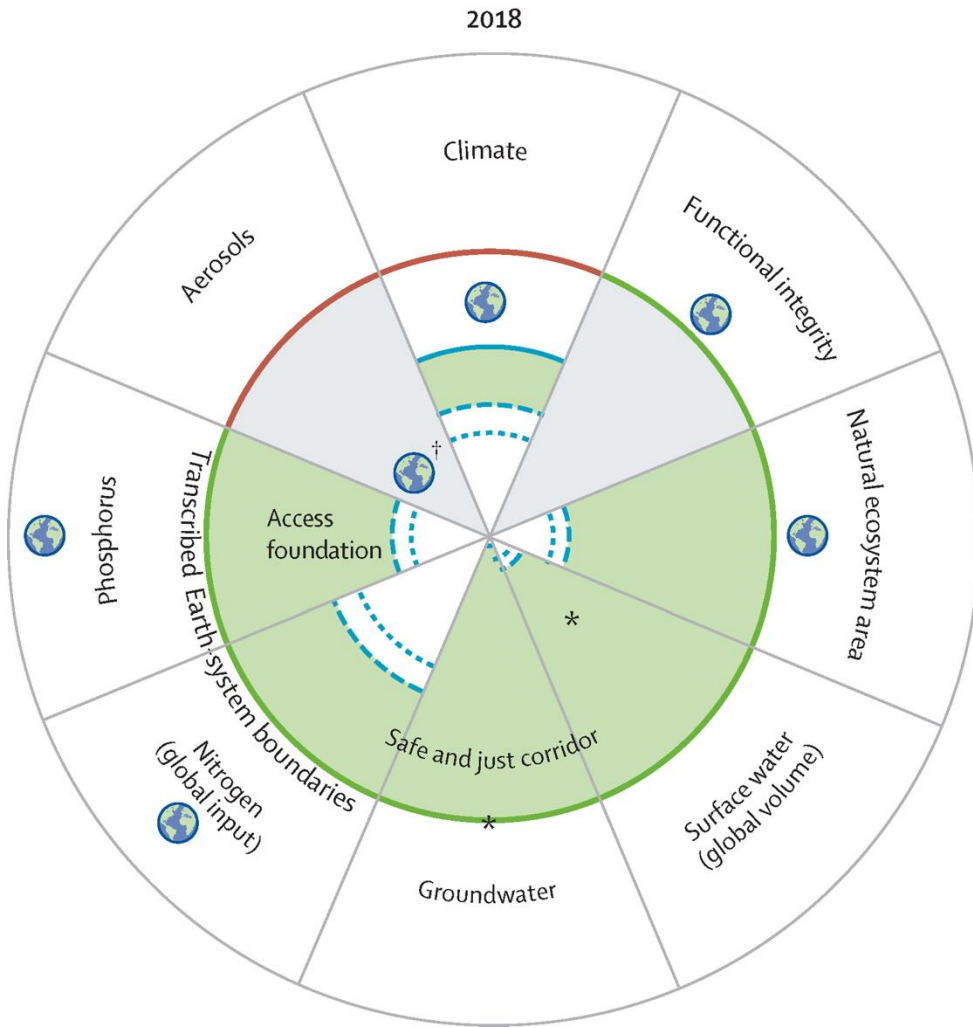 2018
Climate
Functional integrity
Aerosols
Natural ecosystem area
Phosphorus
†
Access
foundation
Transcribed Earth-system boundaries
*
Safe and just corridor
*
Surface water
(global volume)
Nitrogen
(global input)
Groundwater